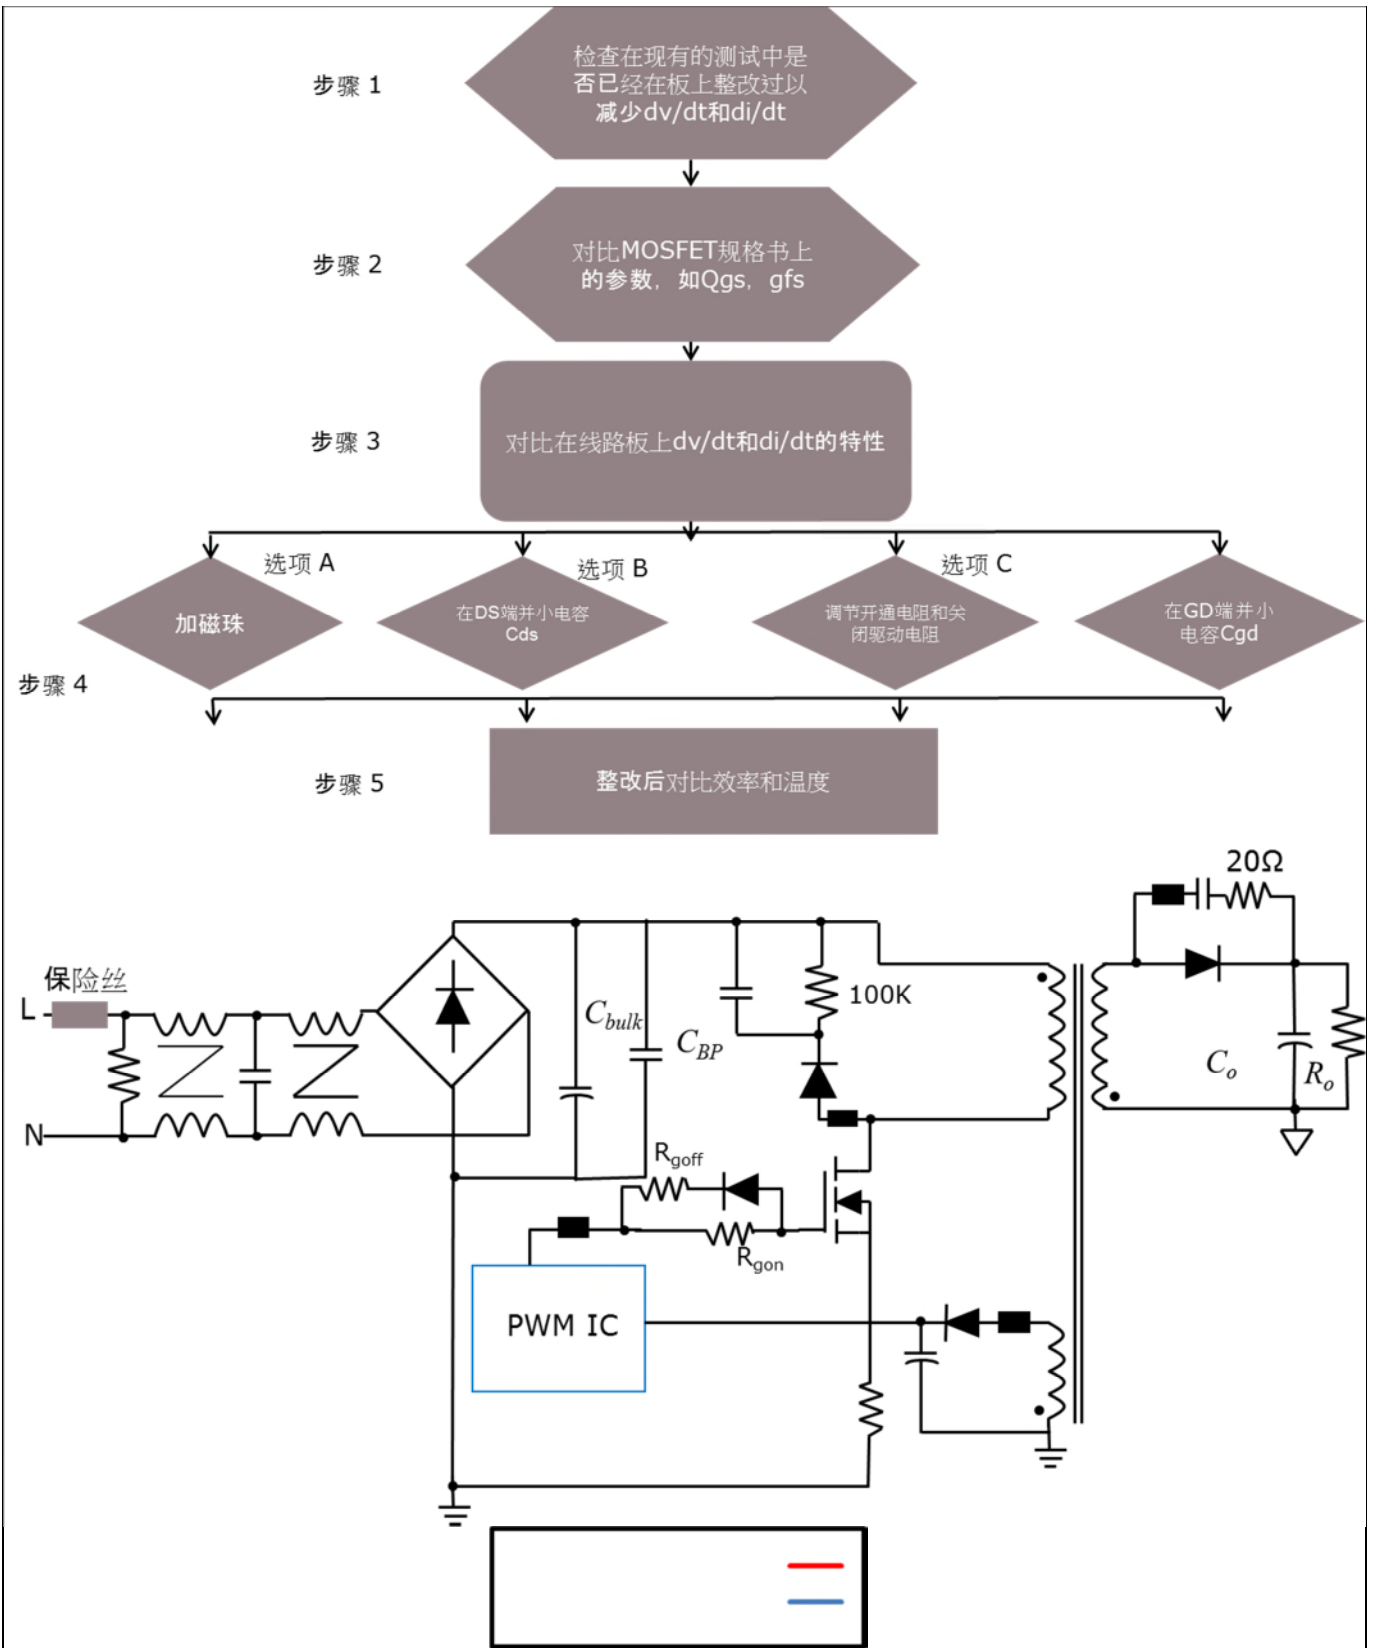 步骤 1
检查在现有的测试中是
否已经在板上整改过以
减少dv/dt和di/dt
步骤 2
对比MOSFET规格书上
的参数，如Qgs，gfs
步骤 3
对比在线路板上dv/dt和di/dt的特性
选项 A
选项 B
选项 C
加磁珠
在DS端并小电容
Cds
调节开通电阻和关
闭驱动电阻
在GD端并小
电容Cgd
步骤 4
步骤 5
整改后对比效率和温度
20Ω
保险丝
L
100K
C_bulk
C_BP
C_o
R_o
N
R_goff
R_gon
PWM IC